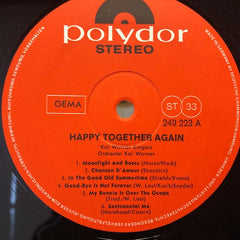 polydor
STEREO
GEMA
ST 33
249 223 A
HAPPY TOGETHER AGAIN
Kai Warner Singers
Orchester Kai Warner
1. Moonlight and Roses (Moret/Black)
2. Chanson D'Amour (Shanklin)
3. In The Good Old Summertime (Shields/Evans)
4. Good-Bye Is Not Forever (W. Last/Kusik/Snyder)
5. My Bonnie Is Over The Ocean
(Trad./W. Last)
6. Sentimental Me
(Morehead/Cassin)